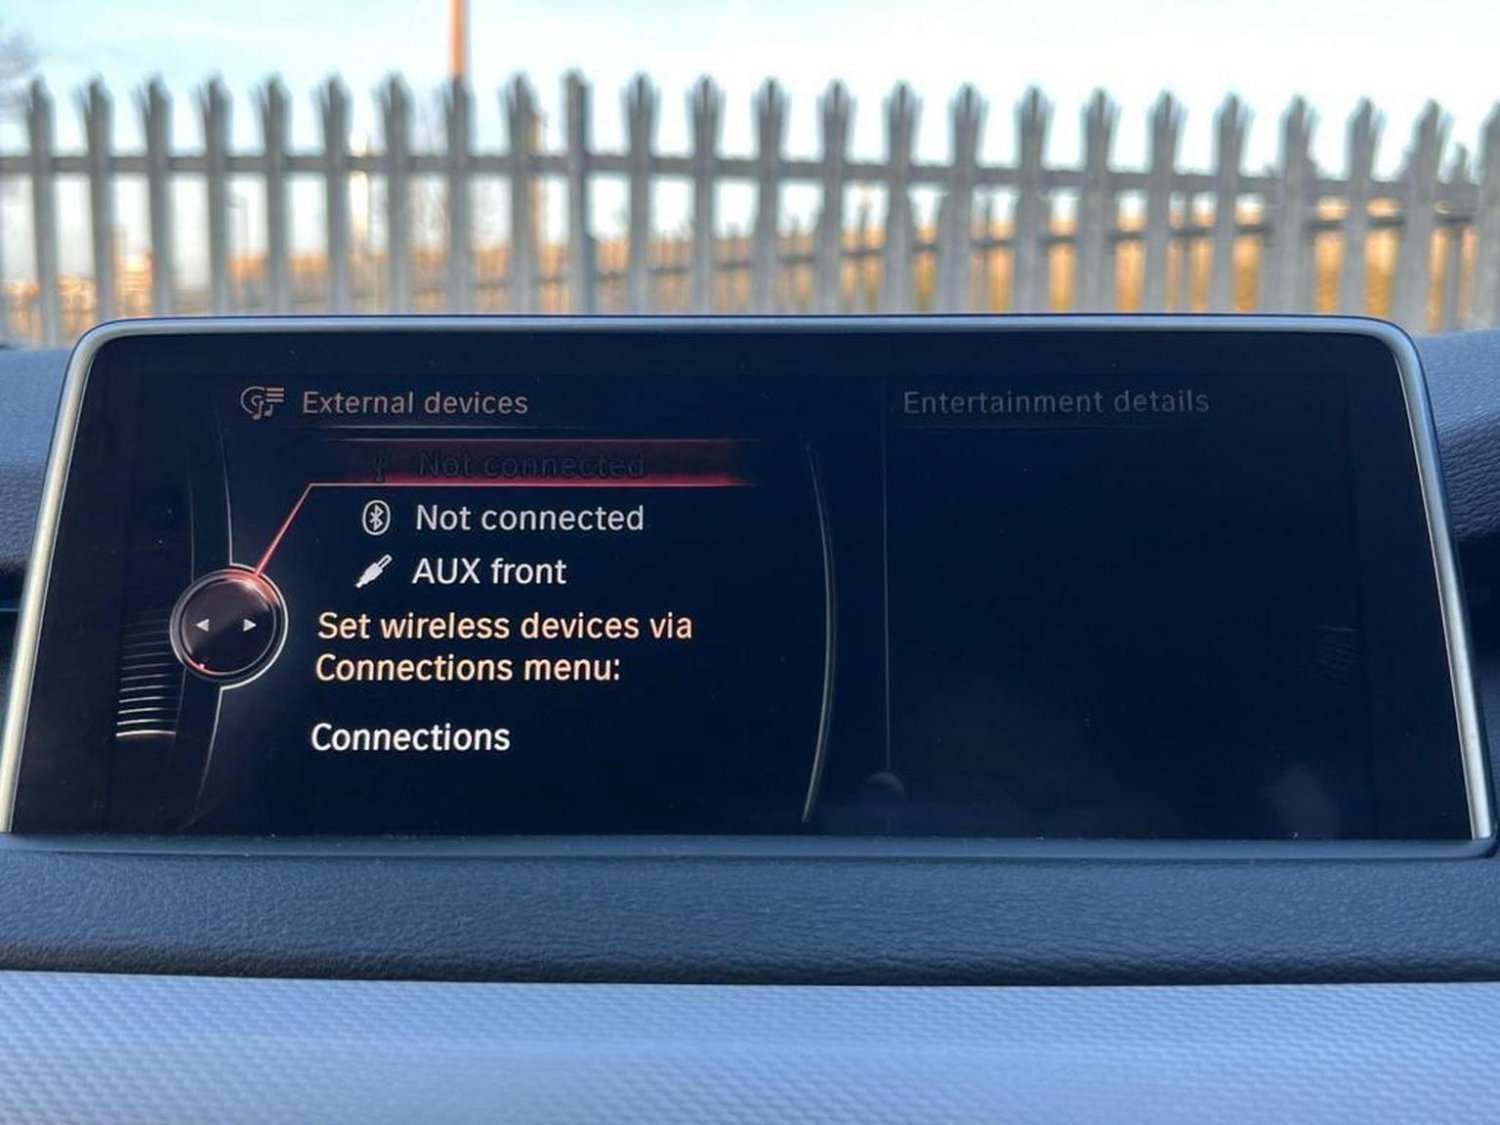 External devices
Entertainment details
Not connected
Not connected
AUX front
Set wireless devices via
Connections menu:
Connections